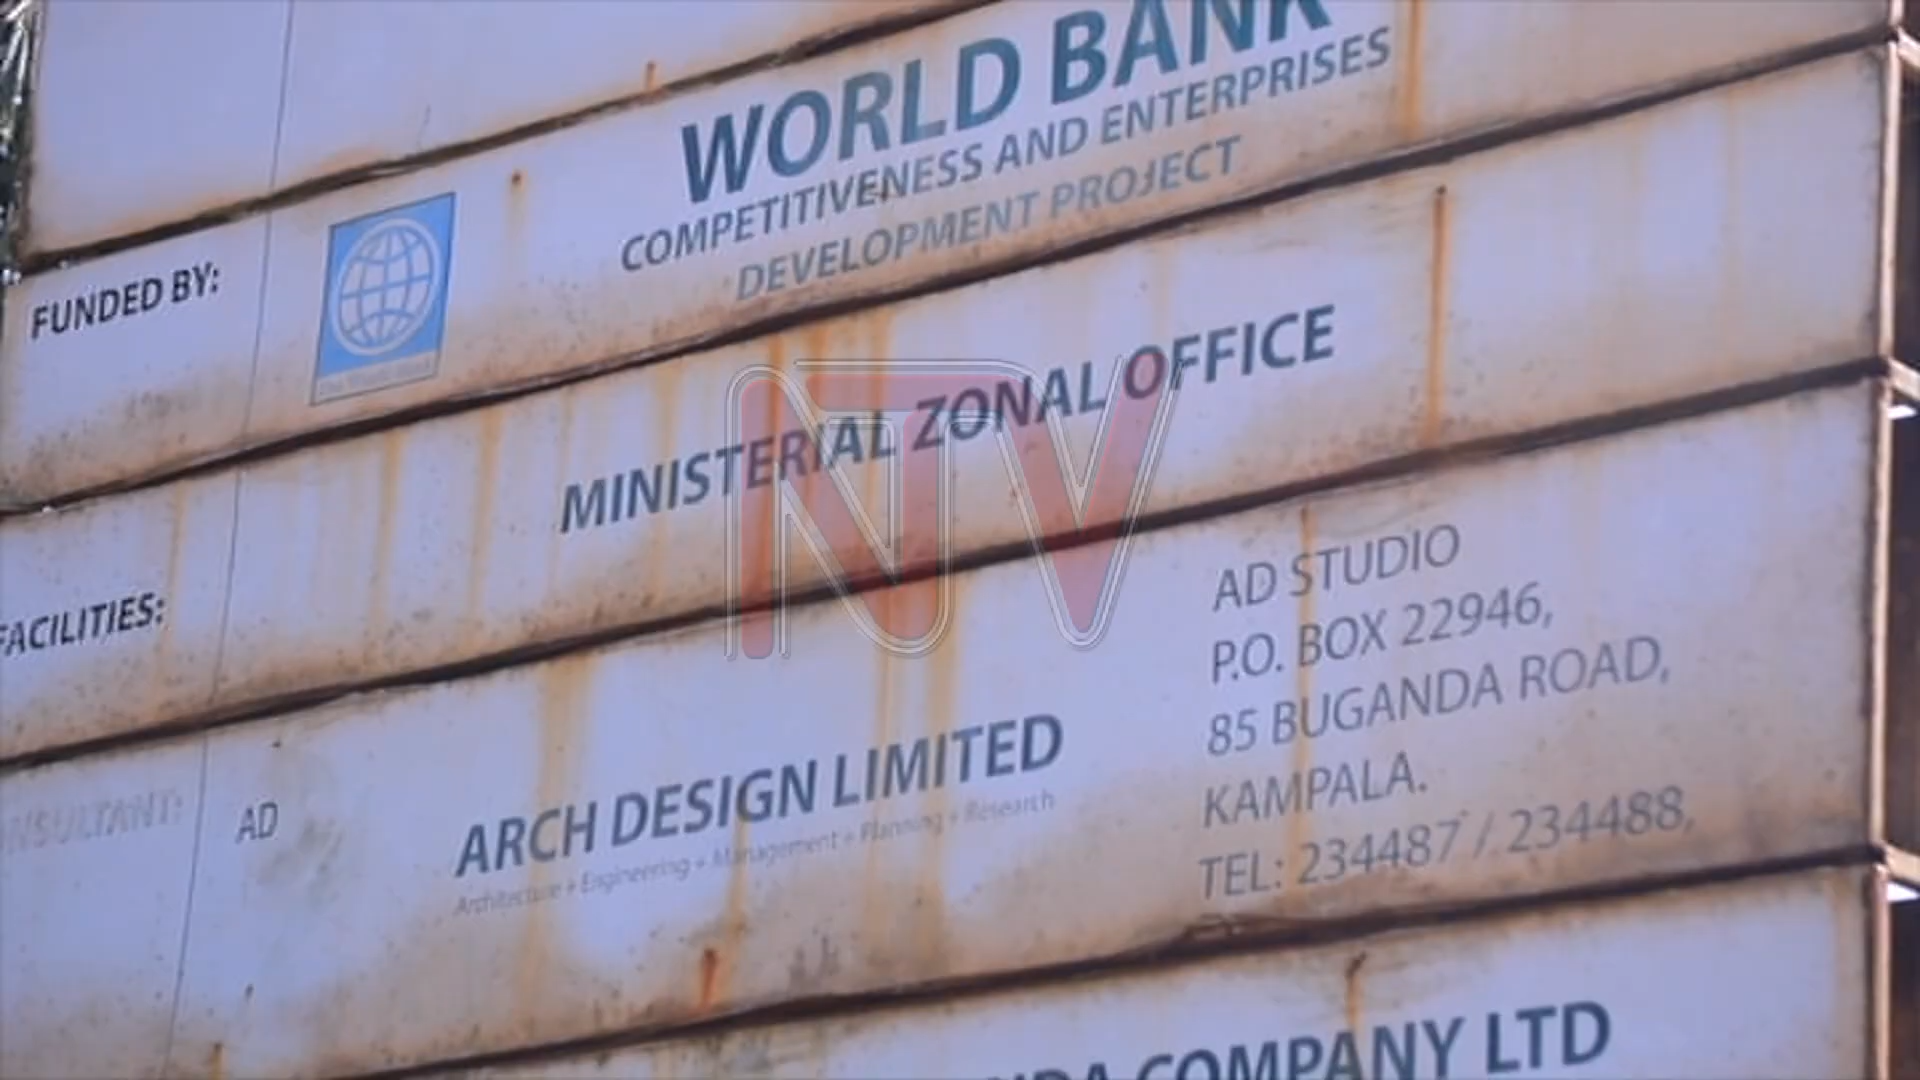 WORLD BANK
COMPETITIVENESS AND ENTERPRISES
DEVELOPMENT PROJECT
FUNDED BY:
MINISTERIAL ZONAL OFFICE
FACILITIES:
NTV
AD
ARCH DESIGN LIMITED
Architecture + Engineering + Management + Planning + Research
AD STUDIO
P.O. BOX 22946,
85 BUGANDA ROAD,
KAMPALA.
TEL: 234487 / 234488,
COMPANY LTD